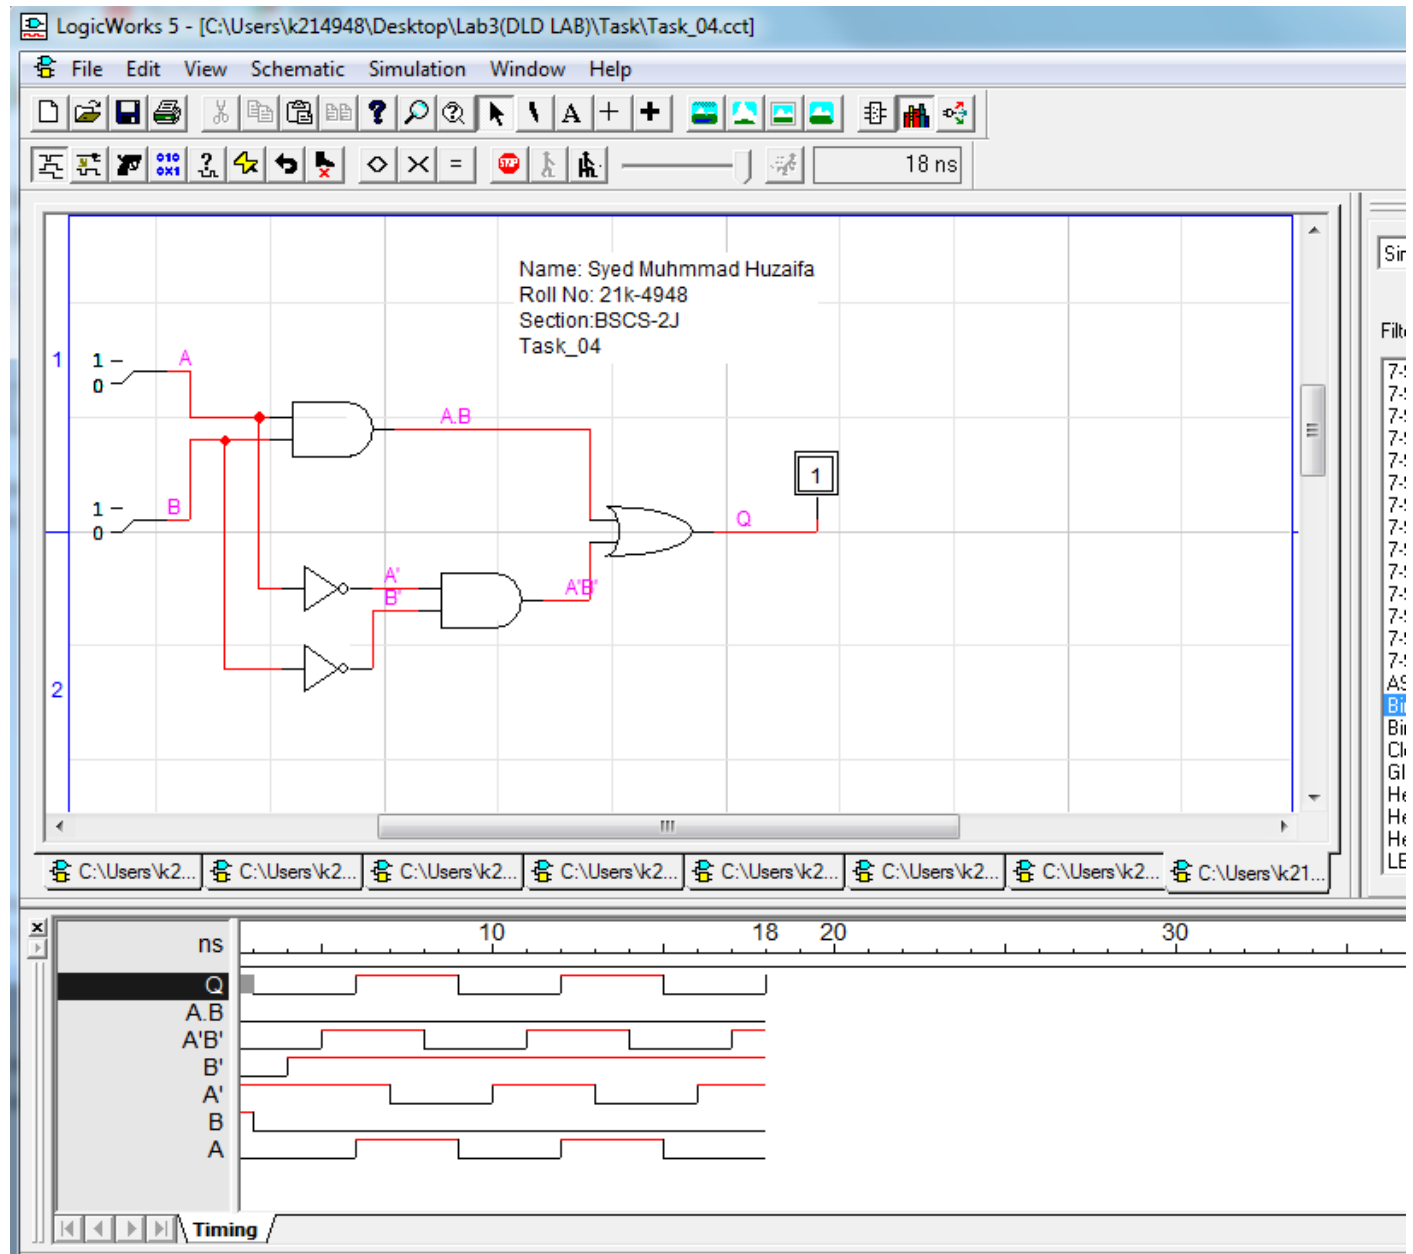 LogicWorks 5 - [C:\Users\k214948\Desktop\Lab3(DLD LAB)\Task\Task_04.cct]
File Edit View Schematic Simulation Window Help
A
010
0X1
=
STOP
18 ns
Name: Syed Muhmmad Huzaifa
Roll No: 21k-4948
Section:BSCS-2J
Task_04
1
1
0
A
A.B
1
1
0
B
Q
A'
B'
A'B'
2
C:\Users\k2... C:\Users\k2... C:\Users\k2... C:\Users\k2... C:\Users\k2... C:\Users\k2... C:\Users\k2... C:\Users\k21...
ns 10 18 20 30
Q
A.B
A'B'
B'
A'
B
A
Timing